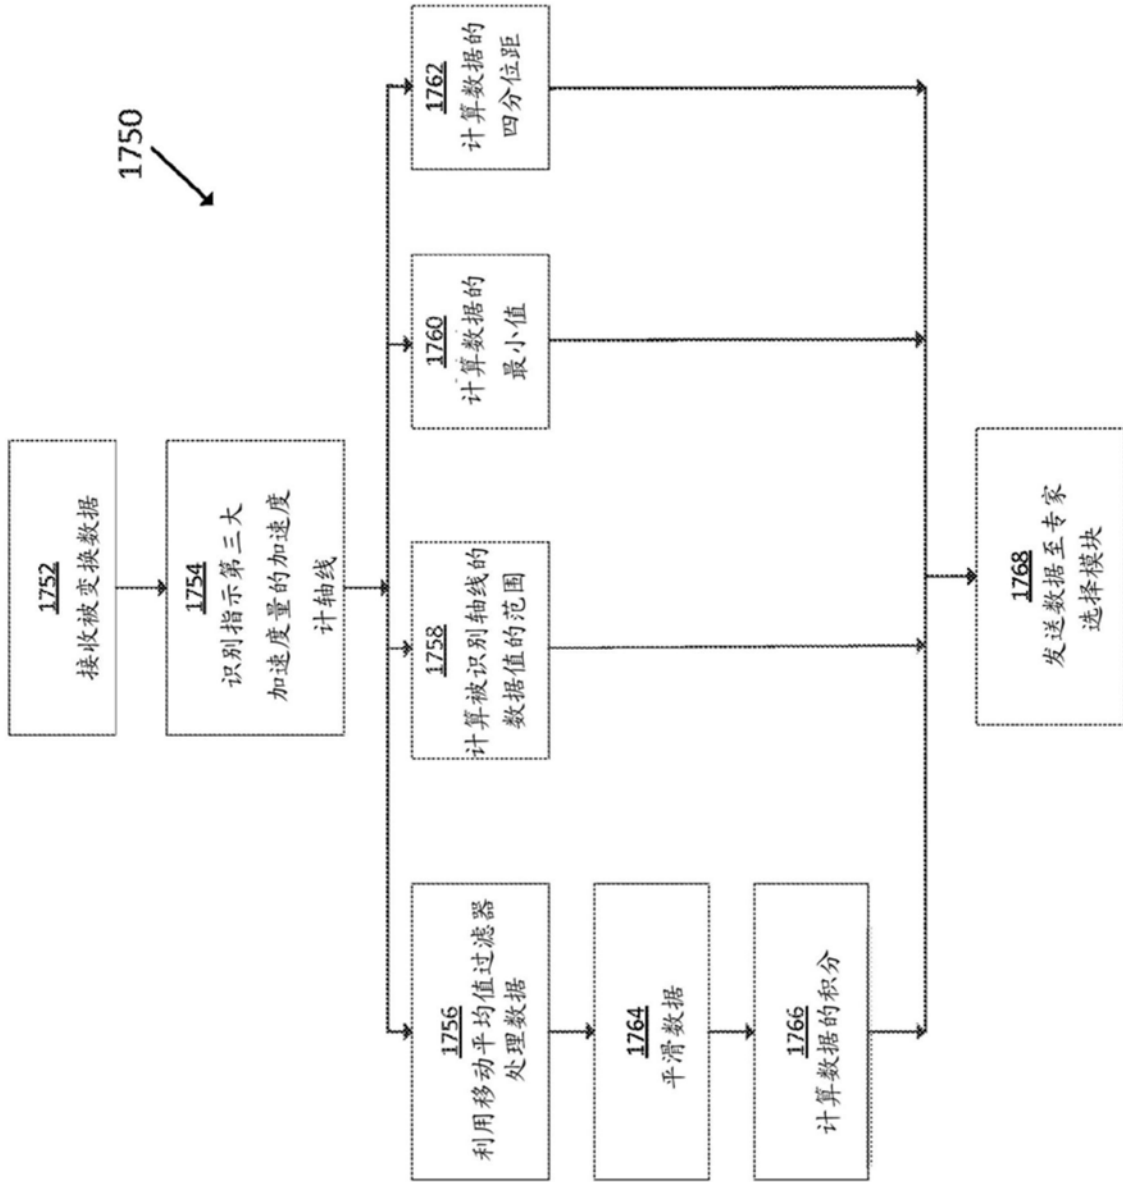 1750
1752
接收被变换数据
1754
识别指示第三大
加速度量的加速度
计轴线
1756
利用移动平均值过滤器
处理数据
1758
计算被识别轴线的
数据值的范围
1760
计算数据的
最小值
1762
计算数据的
四分位距
1764
平滑数据
1766
计算数据的积分
1768
发送数据至专家
选择模块